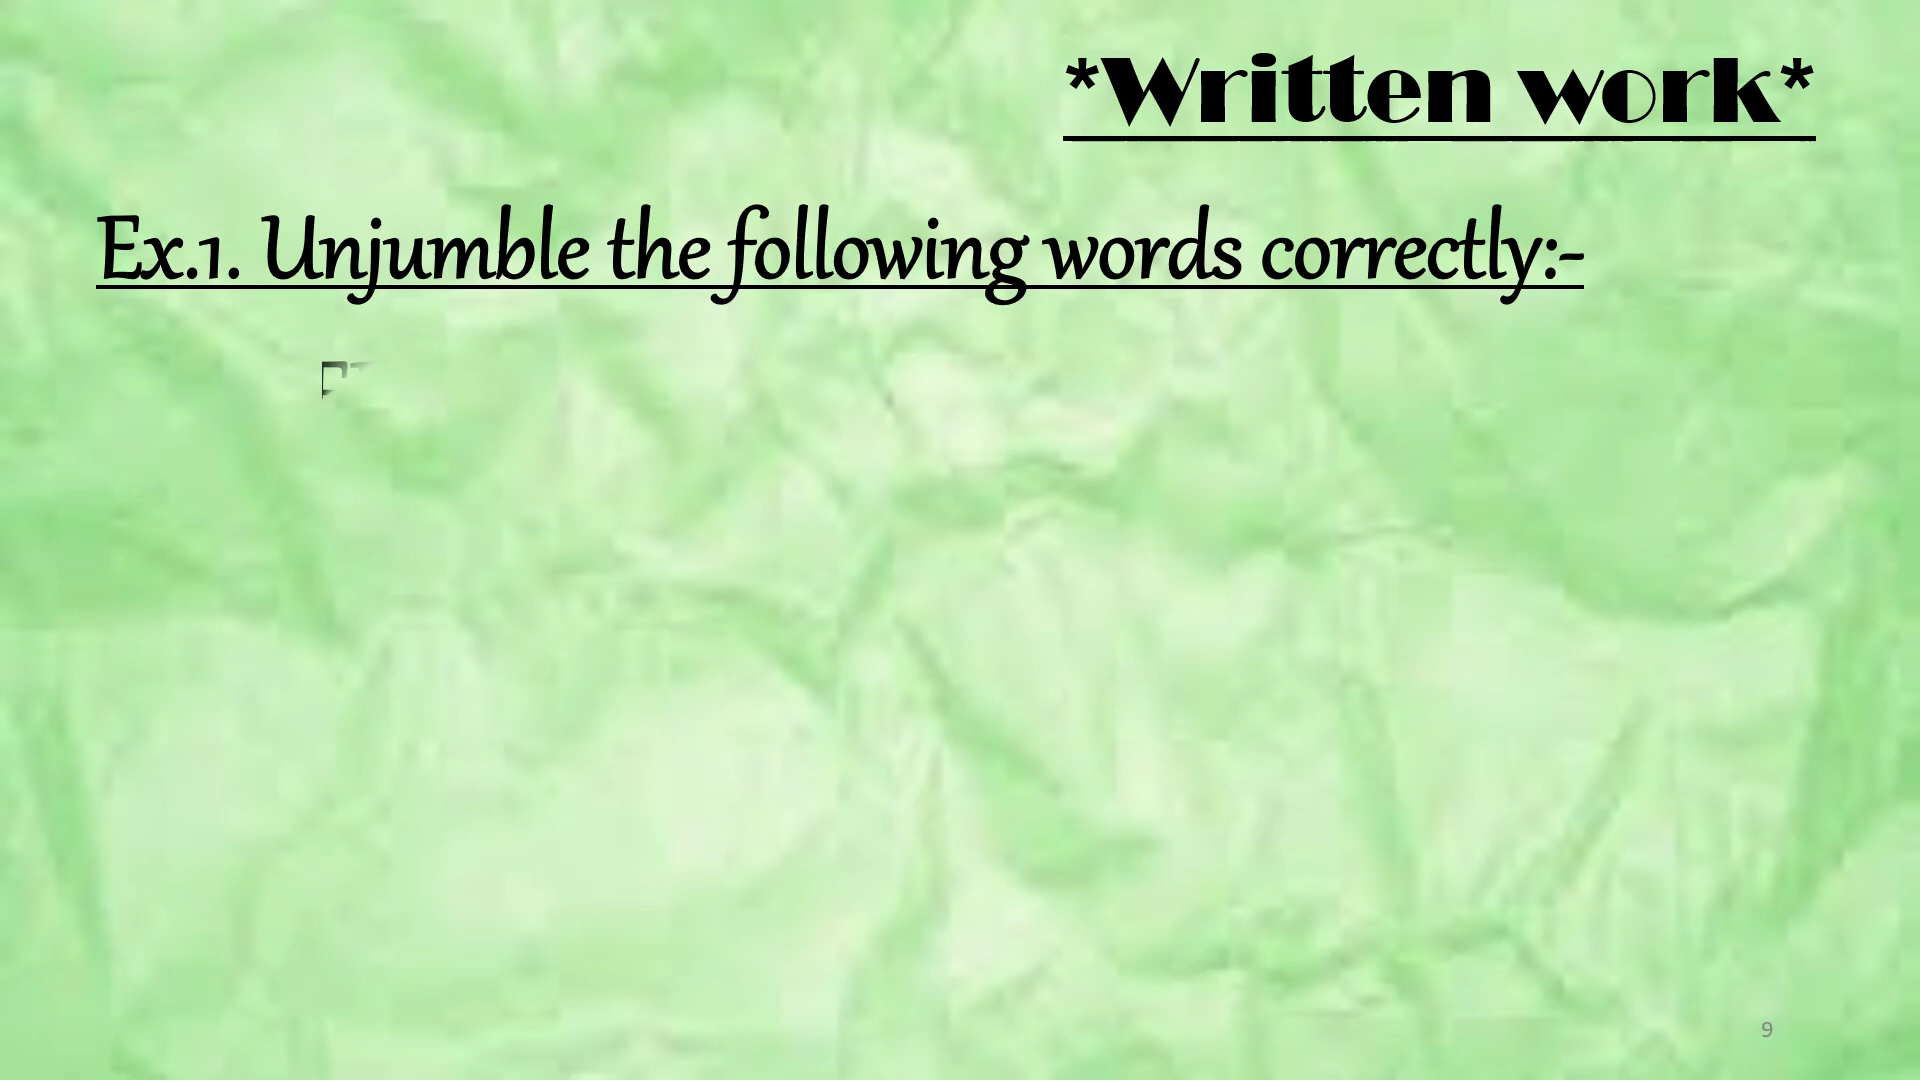 *Written work*
Ex.1. Unjumble the following words correctly:-
9